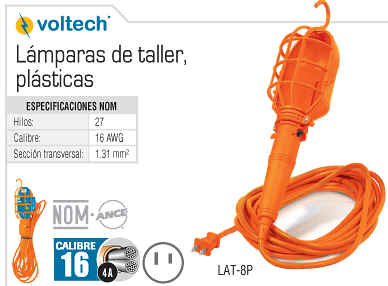 voltech
Lámparas de taller,
plásticas
ESPECIFICACIONES NOM
Hilos: 27
Calibre: 16 AWG
Sección transversal: 1.31 mm²
NOM-ANCE
CALIBRE
16
4A
LAT-8P